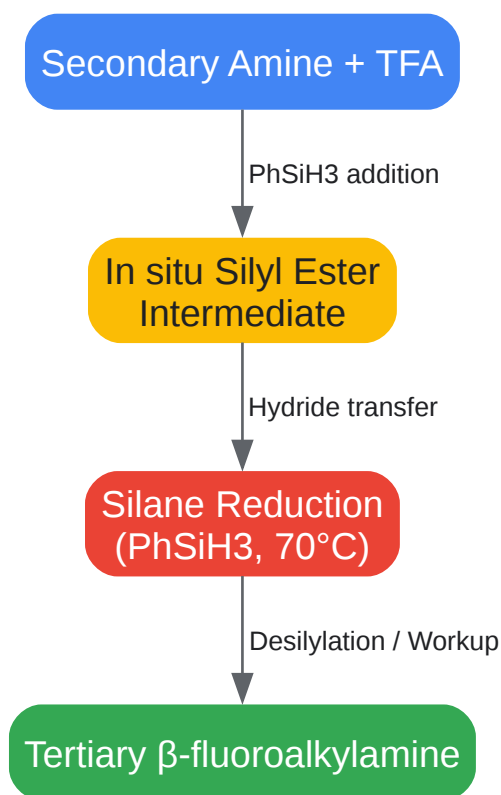 Secondary Amine + TFA
PhSiH3 addition
In situ Silyl Ester
Intermediate
Hydride transfer
Silane Reduction
(PhSiH3, 70°C)
Desilylation / Workup
Tertiary β-fluoroalkylamine